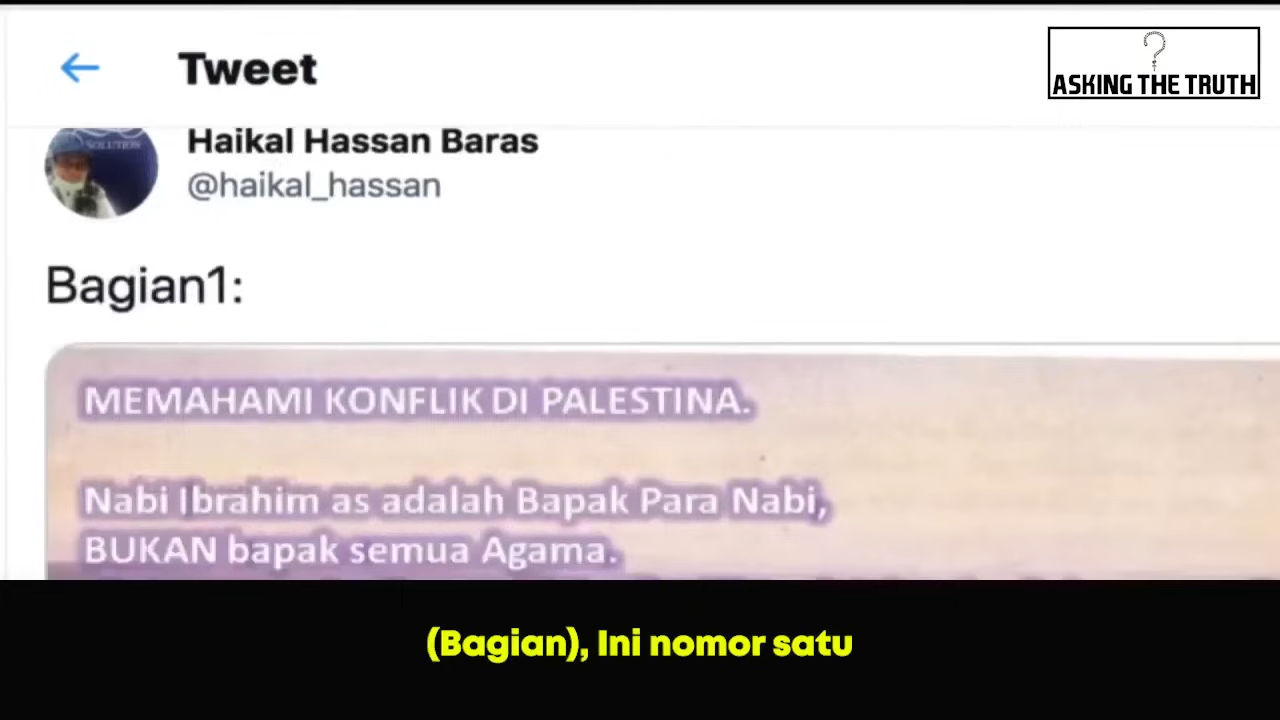 Tweet
?
ASKING THE TRUTH
SOLUTION
Haikal Hassan Baras
@haikal_hassan
Bagian1:
MEMAHAMI KONFLIK DI PALESTINA.
Nabi Ibrahim as adalah Bapak Para Nabi,
BUKAN bapak semua Agama.
(Bagian), Ini nomor satu